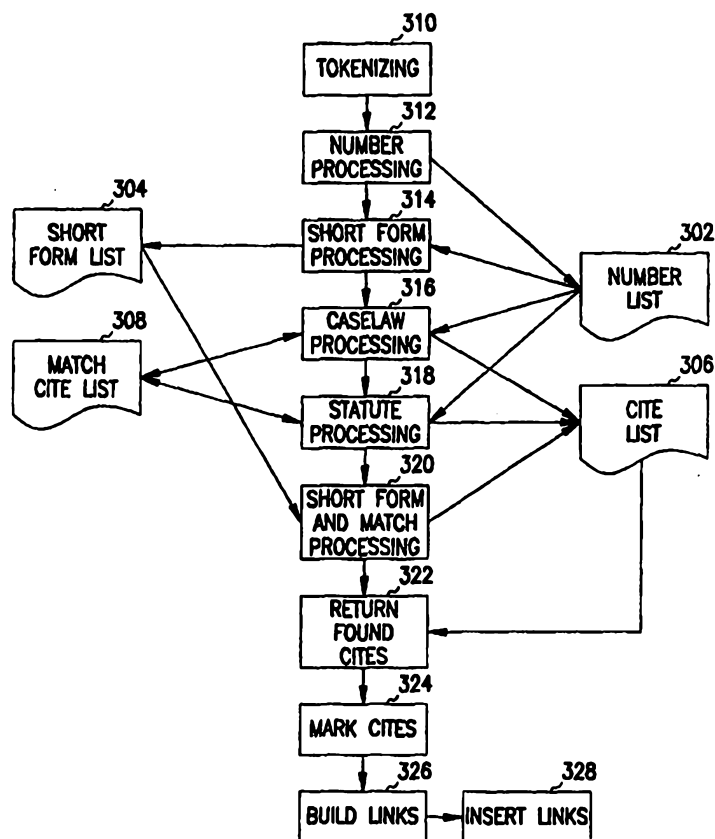 310
TOKENIZING
312
NUMBER
PROCESSING
304
SHORT
FORM LIST
314
SHORT FORM
PROCESSING
302
NUMBER
LIST
308
MATCH
CITE LIST
316
CASELAW
PROCESSING
306
CITE
LIST
318
STATUTE
PROCESSING
320
SHORT FORM
AND MATCH
PROCESSING
322
RETURN
FOUND
CITES
324
MARK CITES
326
BUILD LINKS
328
INSERT LINKS